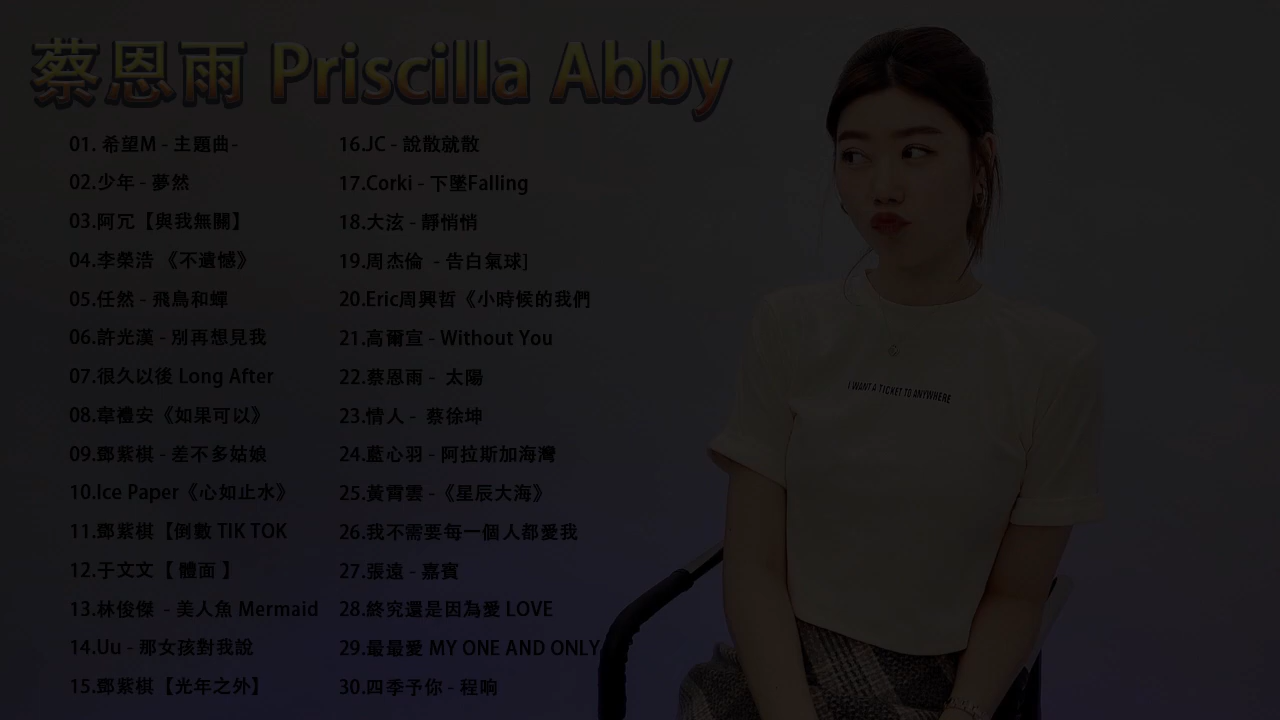 蔡恩雨 Priscilla Abby
01. 希望M - 主題曲-
02.少年 - 夢然
03.阿冗【與我無關】
04.李榮浩 《不遺憾》
05.任然 - 飛鳥和蟬
06.許光漢 - 別再想見我
07.很久以後 Long After
08.韋禮安《如果可以》
09.鄧紫棋 - 差不多姑娘
10.Ice Paper《心如止水》
11.鄧紫棋【倒數 TIK TOK
12.于文文【 體面 】
13.林俊傑 - 美人魚 Mermaid
14.Uu - 那女孩對我說
15.鄧紫棋【光年之外】
16.JC - 說散就散
17.Corki - 下墜Falling
18.大泫 - 靜悄悄
19.周杰倫 - 告白氣球]
20.Eric周興哲《小時候的我們
21.高爾宣 - Without You
22.蔡恩雨 - 太陽
23.情人 - 蔡徐坤
24.藍心羽 - 阿拉斯加海灣
25.黃霄雲 -《星辰大海》
26.我不需要每一個人都愛我
27.張遠 - 嘉賓
28.終究還是因為愛 LOVE
29.最最愛 MY ONE AND ONLY
30.四季予你 - 程响
I WANT A TICKET TO ANYWHERE